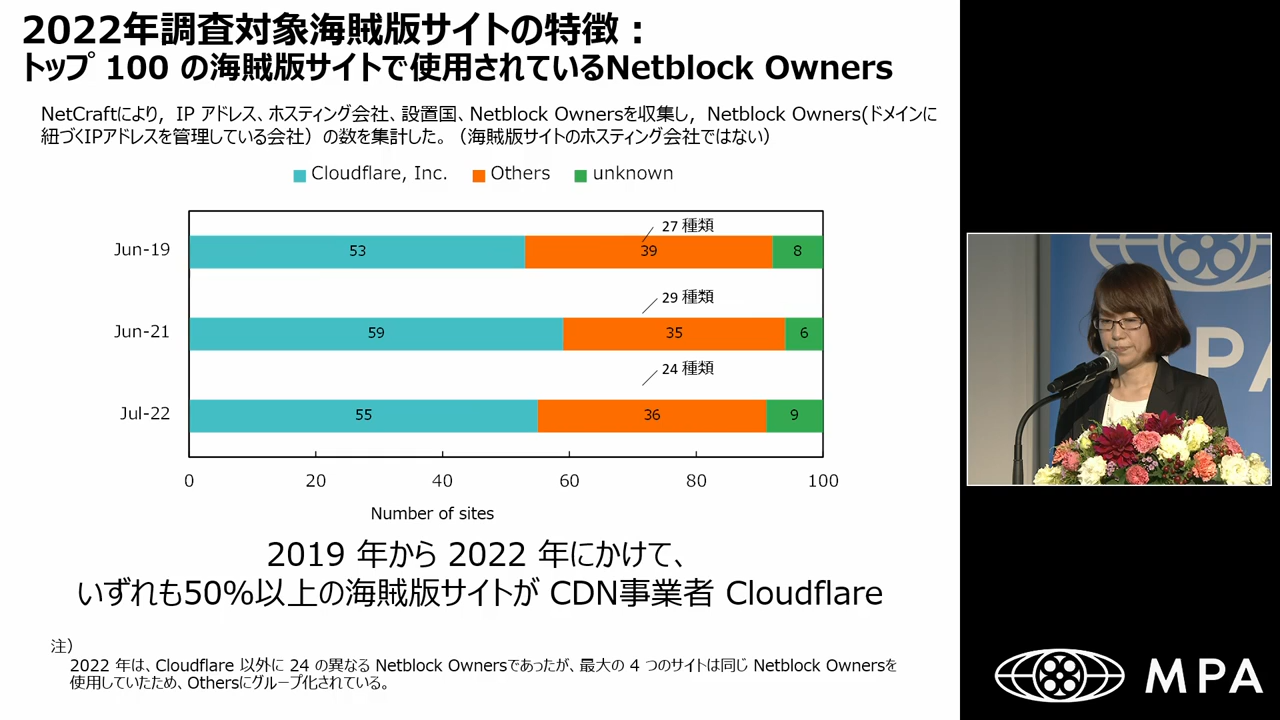 2022年調査対象海賊版サイトの特徴：
トップ 100 の海賊版サイトで使用されているNetblock Owners
NetCraftにより，IP アドレス、ホスティング会社、設置国、Netblock Ownersを収集し，Netblock Owners(ドメインに
紐づくIPアドレスを管理している会社）の数を集計した。（海賊版サイトのホスティング会社ではない）
Cloudflare, Inc. Others unknown
27 種類
Jun-19 53 39 8
29 種類
Jun-21 59 35 6
24 種類
Jul-22 55 36 9
0 20 40 60 80 100
Number of sites
2019 年から 2022 年にかけて、
いずれも50%以上の海賊版サイトが CDN事業者 Cloudflare
注）
2022 年は、Cloudflare 以外に 24 の異なる Netblock Ownersであったが、最大の 4 つのサイトは同じ Netblock Ownersを
使用していたため、Othersにグループ化されている。
PA
MPA